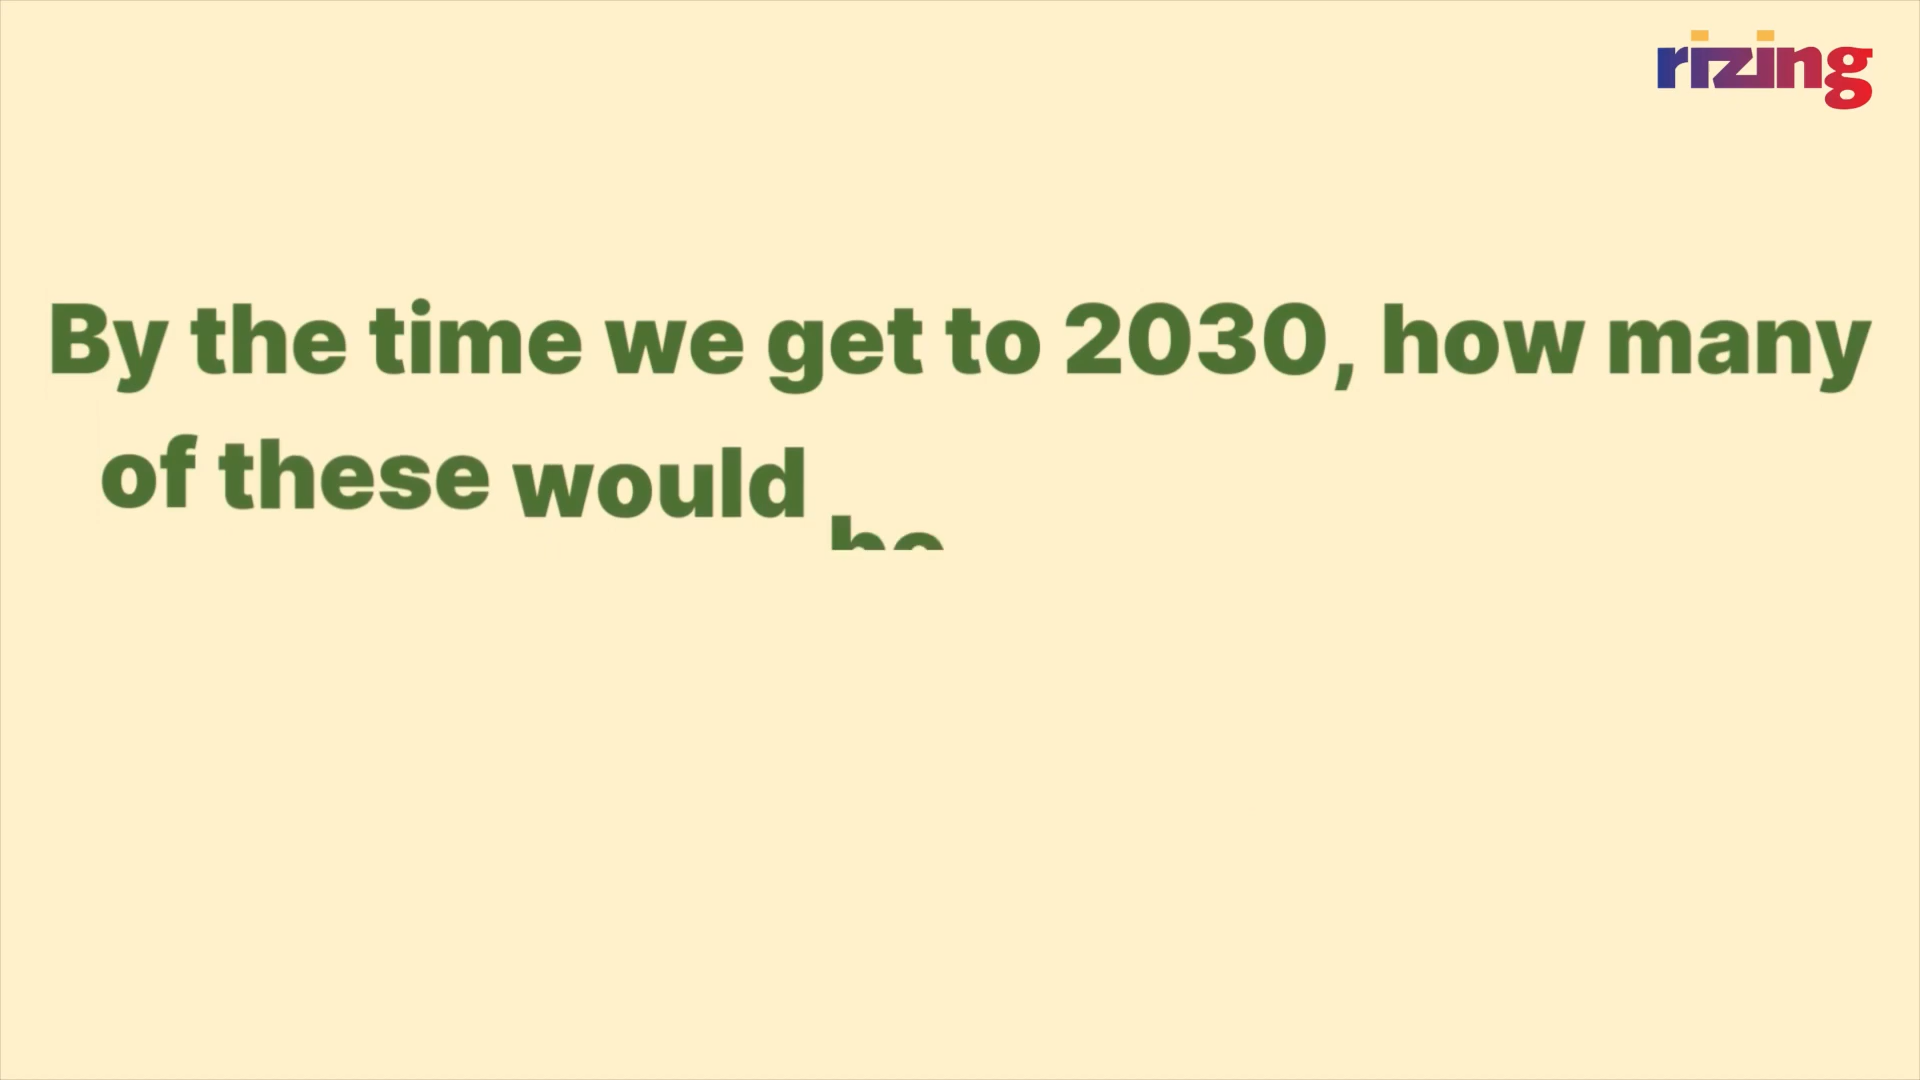 rizing
By the time we get to 2030, how many
of these would